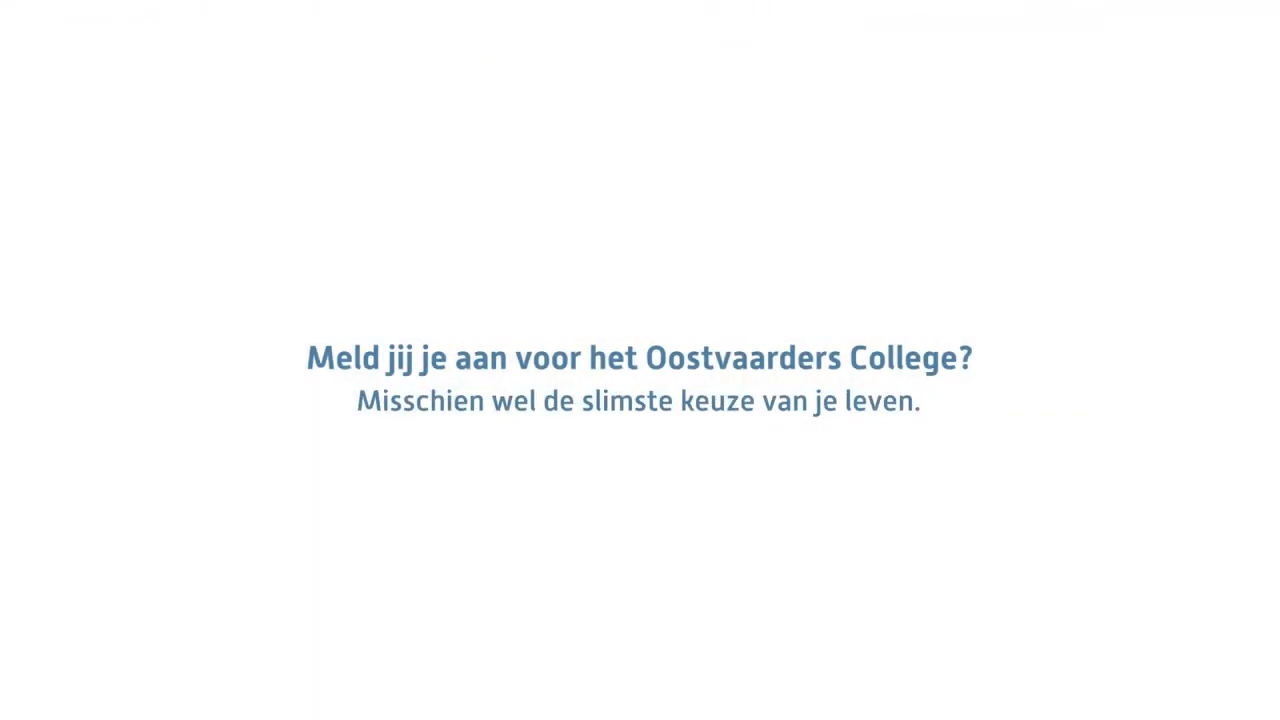 Meld jij je aan voor het Oostvaarders College?
Misschien wel de slimste keuze van je leven.